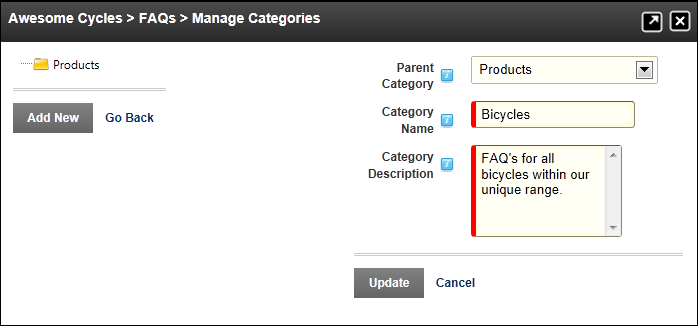 Awesome Cycles > FAQs > Manage Categories
Products
Add New Go Back
Parent Category
Products
Category Name
Bicycles
Category Description
FAQ's for all
bicycles within our
unique range.
Update Cancel